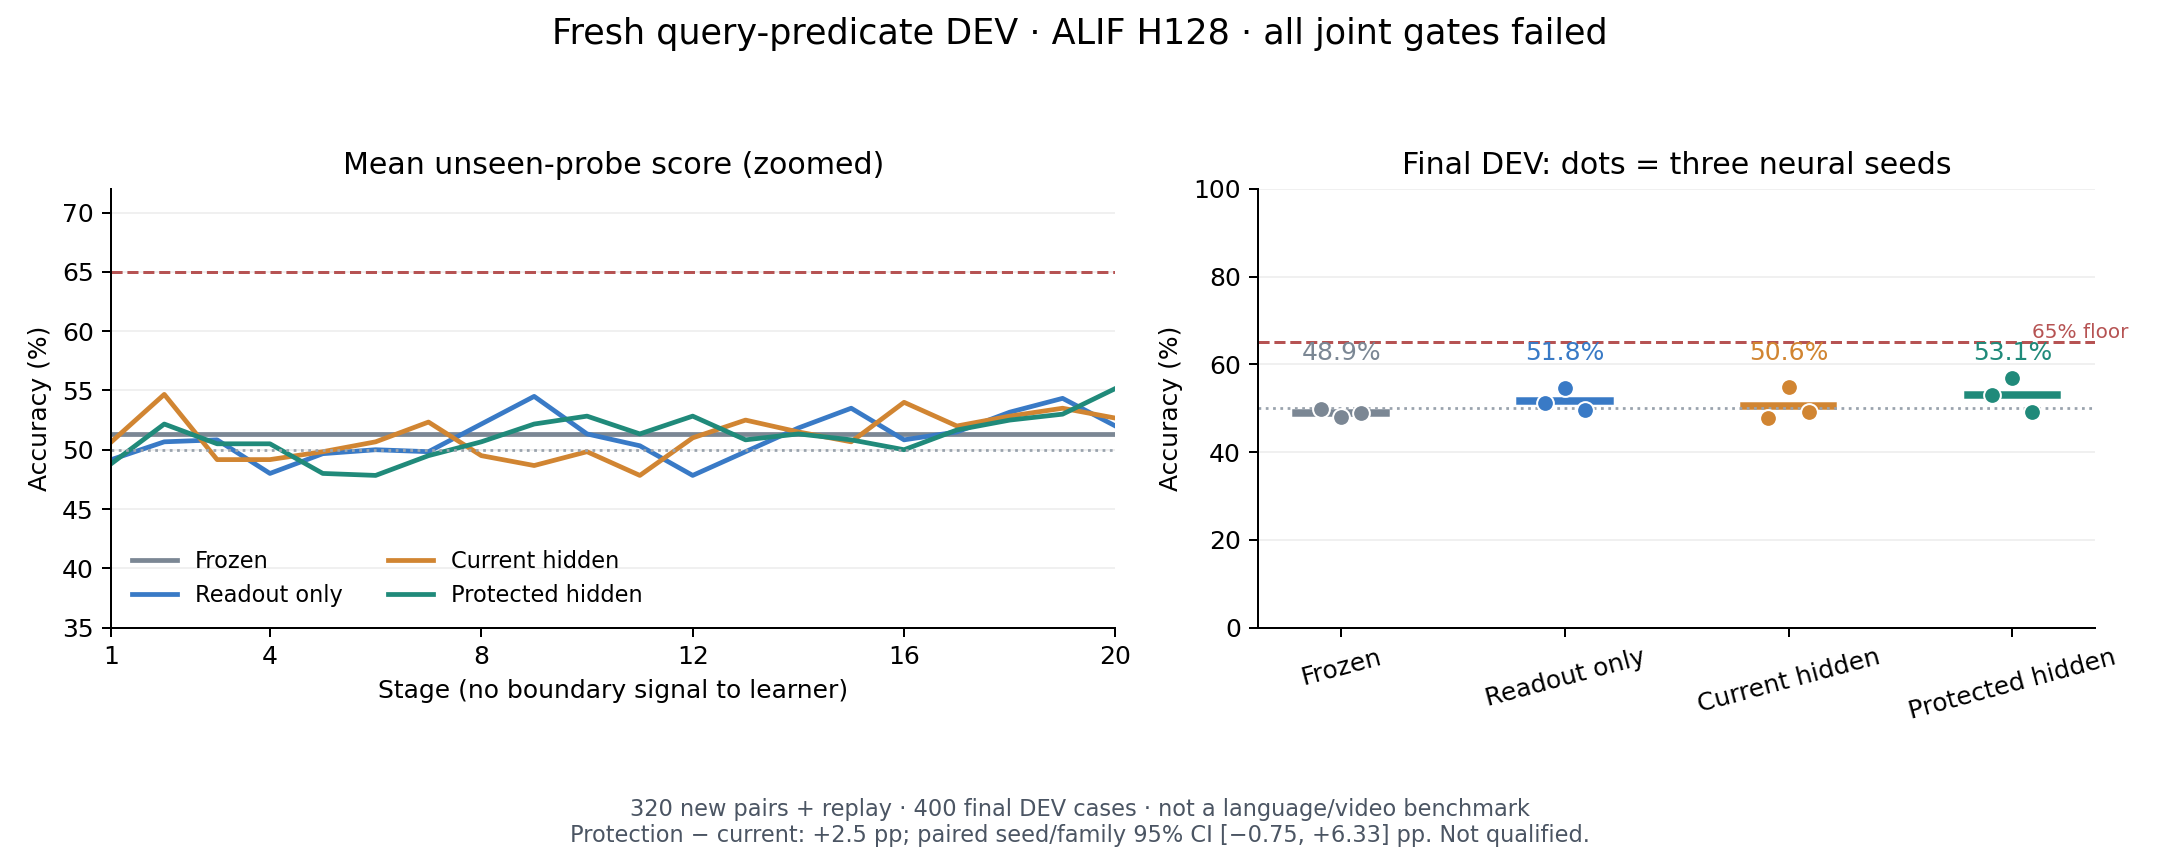 Fresh query-predicate DEV · ALIF H128 · all joint gates failed
Mean unseen-probe score (zoomed)
Accuracy (%)
70
65
60
55
50
45
40
35
Frozen
Readout only
Current hidden
Protected hidden
1
4
8
12
16
20
Stage (no boundary signal to learner)
Final DEV: dots = three neural seeds
Accuracy (%)
100
80
60
40
20
0
65% floor
48.9%
51.8%
50.6%
53.1%
Frozen
Readout only
Current hidden
Protected hidden
320 new pairs + replay · 400 final DEV cases · not a language/video benchmark
Protection − current: +2.5 pp; paired seed/family 95% CI [−0.75, +6.33] pp. Not qualified.